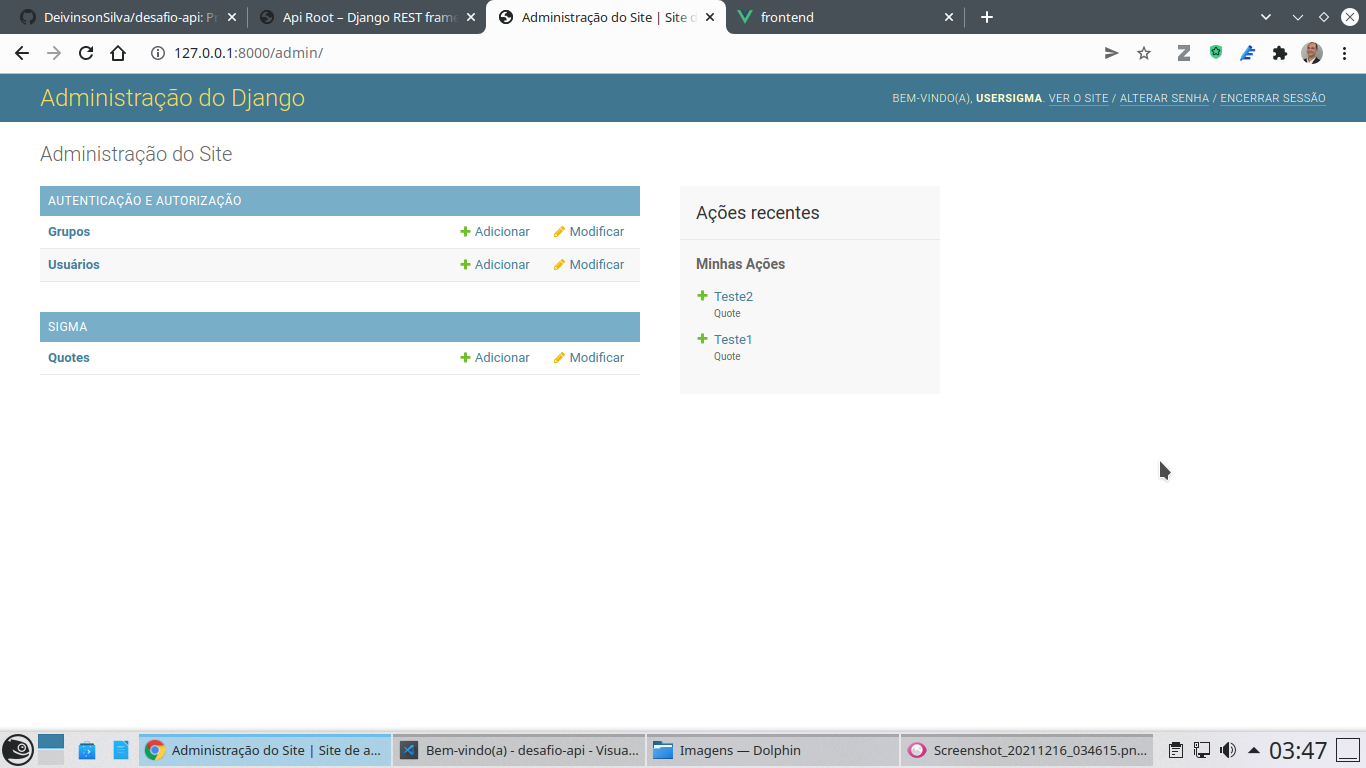 DeivinsonSilva/desafio-api: Pr
Api Root – Django REST frame
Administração do Site | Site d
frontend
127.0.0.1:8000/admin/
Administração do Django
BEM-VINDO(A), USERSIGMA. VER O SITE / ALTERAR SENHA / ENCERRAR SESSÃO
Administração do Site
AUTENTICAÇÃO E AUTORIZAÇÃO
Grupos Adicionar Modificar
Usuários Adicionar Modificar
SIGMA
Quotes Adicionar Modificar
Ações recentes
Minhas Ações
Teste2
Quote
Teste1
Quote
Administração do Site | Site de a...
Bem-vindo(a) - desafio-api - Visua...
Imagens — Dolphin
Screenshot_20211216_034615.pn...
03:47